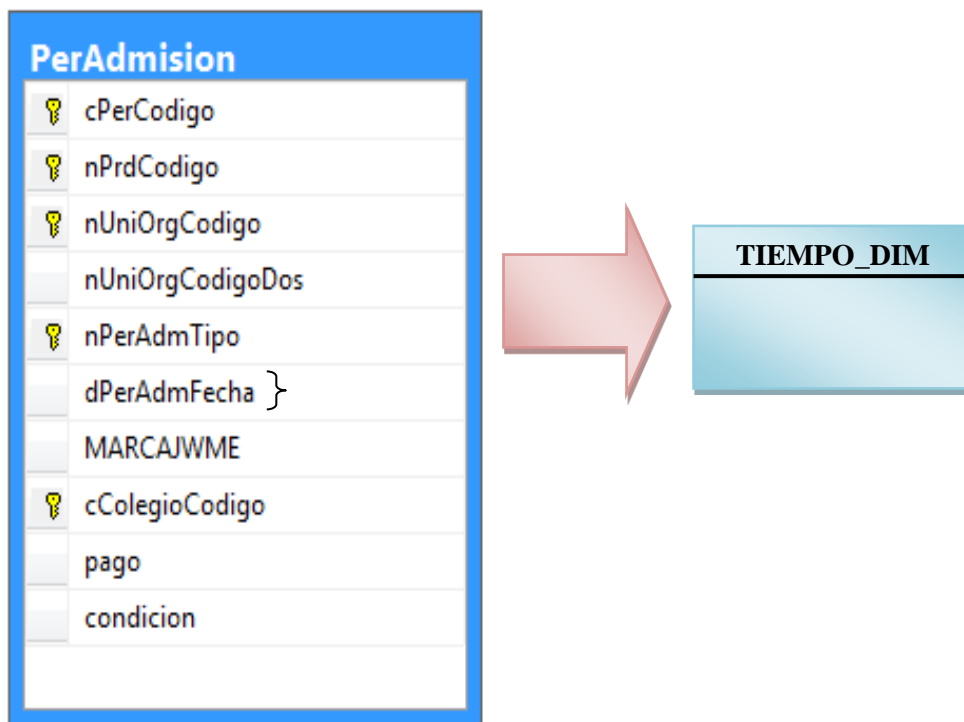 PerAdmision
cPerCodigo
nPrdCodigo
nUniOrgCodigo
nUniOrgCodigoDos
nPerAdmTipo
dPerAdmFecha }
MARCAJWME
cColegioCodigo
pago
condicion
TIEMPO_DIM